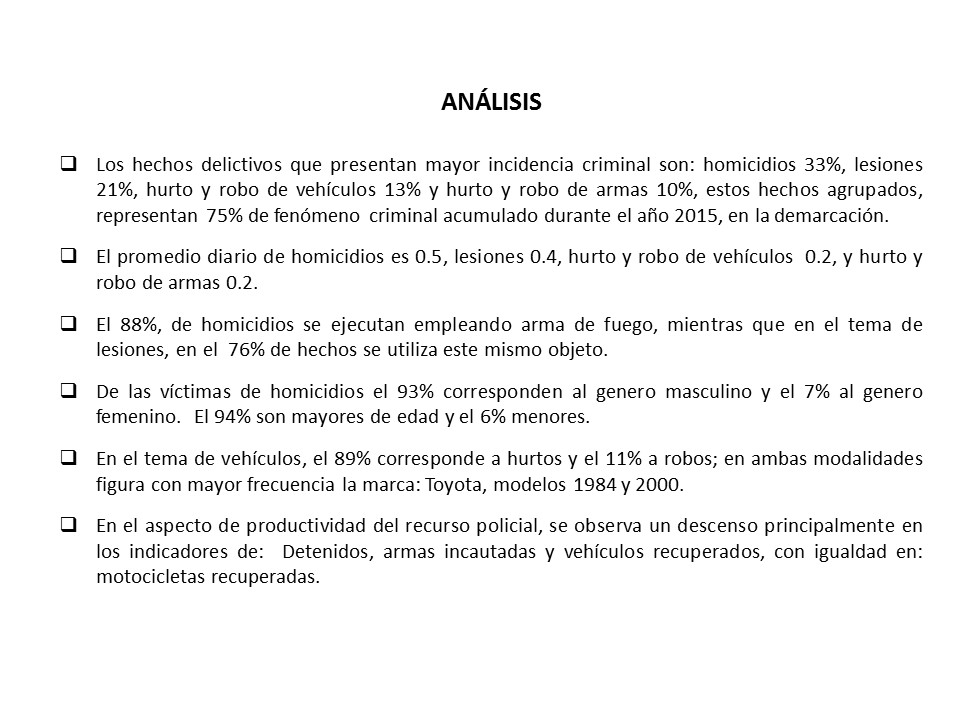 ANÁLISIS
❑ Los hechos delictivos que presentan mayor incidencia criminal son: homicidios 33%, lesiones
21%, hurto y robo de vehículos 13% y hurto y robo de armas 10%, estos hechos agrupados,
representan 75% de fenómeno criminal acumulado durante el año 2015, en la demarcación.
❑ El promedio diario de homicidios es 0.5, lesiones 0.4, hurto y robo de vehículos 0.2, y hurto y
robo de armas 0.2.
❑ El 88%, de homicidios se ejecutan empleando arma de fuego, mientras que en el tema de
lesiones, en el 76% de hechos se utiliza este mismo objeto.
❑ De las víctimas de homicidios el 93% corresponden al genero masculino y el 7% al genero
femenino. El 94% son mayores de edad y el 6% menores.
❑ En el tema de vehículos, el 89% corresponde a hurtos y el 11% a robos; en ambas modalidades
figura con mayor frecuencia la marca: Toyota, modelos 1984 y 2000.
❑ En el aspecto de productividad del recurso policial, se observa un descenso principalmente en
los indicadores de: Detenidos, armas incautadas y vehículos recuperados, con igualdad en:
motocicletas recuperadas.